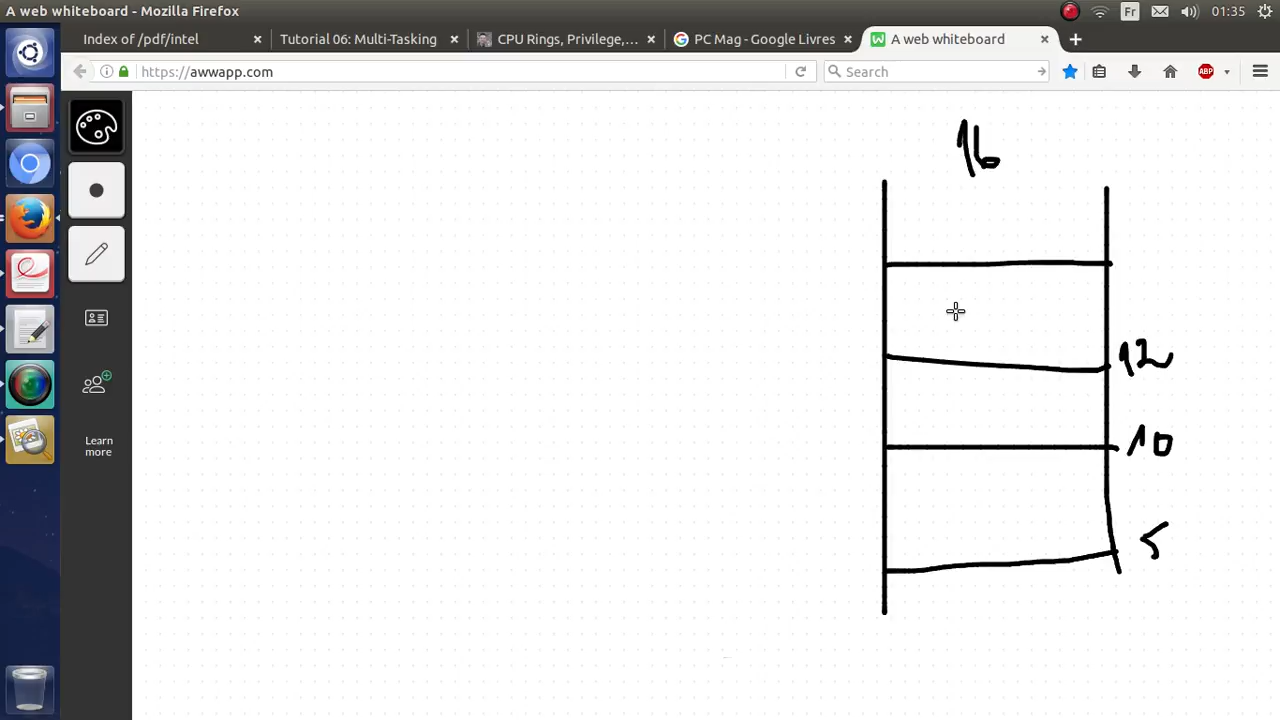 A web whiteboard - Mozilla Firefox
Fr
01:35
Index of /pdf/intel
Tutorial 06: Multi-Tasking
CPU Rings, Privilege,...
PC Mag - Google Livres
A web whiteboard
https://awwapp.com
Search
ABP
16
12
10
5
Learn
more